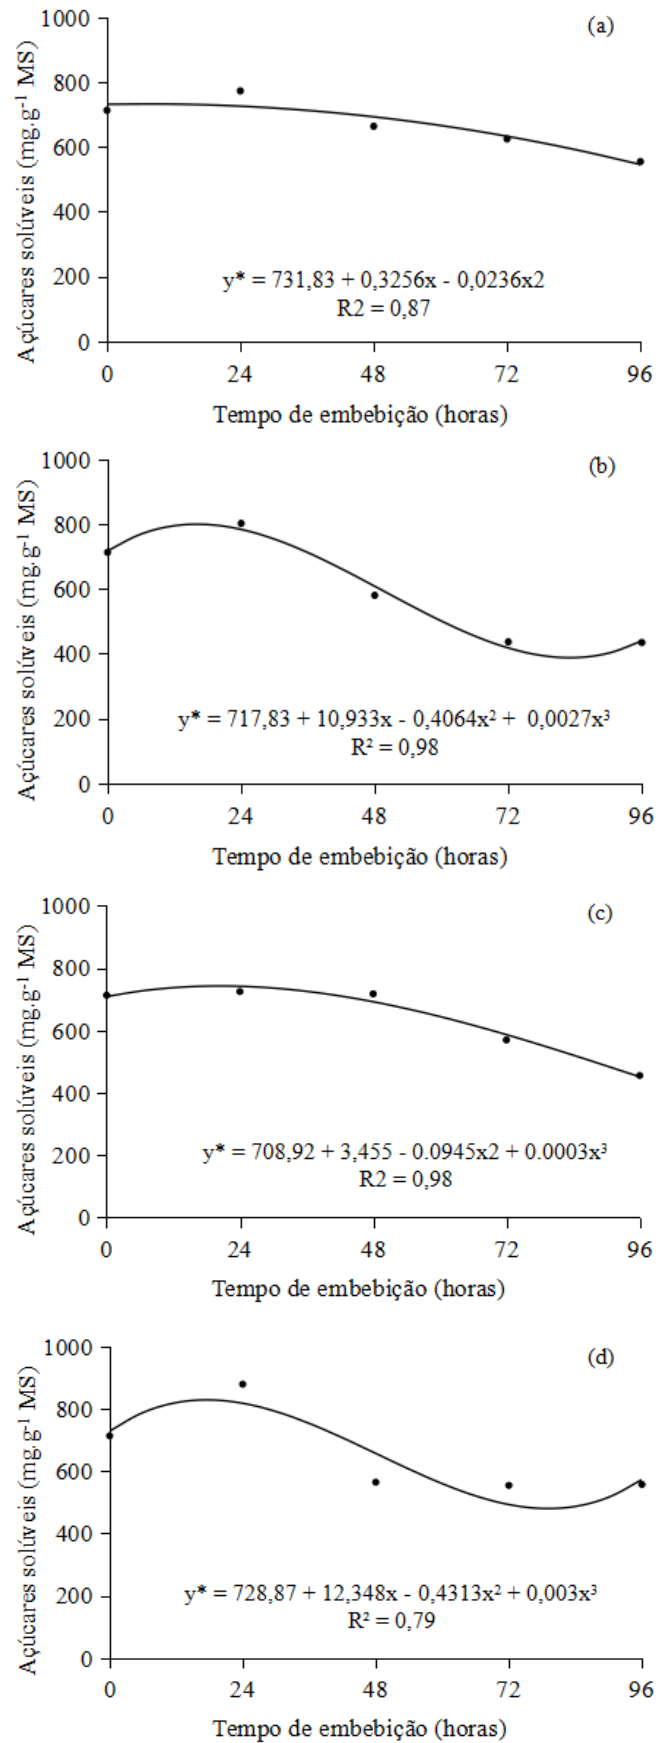 (a)
Açúcares solúveis (mg.g⁻¹ MS)
1000
800
600
400
200
0
y* = 731,83 + 0,3256x - 0,0236x2
R2 = 0,87
0 24 48 72 96
Tempo de embebição (horas)
(b)
Açúcares solúveis (mg.g⁻¹ MS)
1000
800
600
400
200
0
y* = 717,83 + 10,933x - 0,4064x² + 0,0027x³
R² = 0,98
0 24 48 72 96
Tempo de embebição (horas)
(c)
Açúcares solúveis (mg.g⁻¹ MS)
1000
800
600
400
200
0
y* = 708,92 + 3,455 - 0.0945x2 + 0.0003x³
R2 = 0,98
0 24 48 72 96
Tempo de embebição (horas)
(d)
Açúcares solúveis (mg.g⁻¹ MS)
1000
800
600
400
200
0
y* = 728,87 + 12,348x - 0,4313x² + 0,003x³
R² = 0,79
0 24 48 72 96
Tempo de embebição (horas)